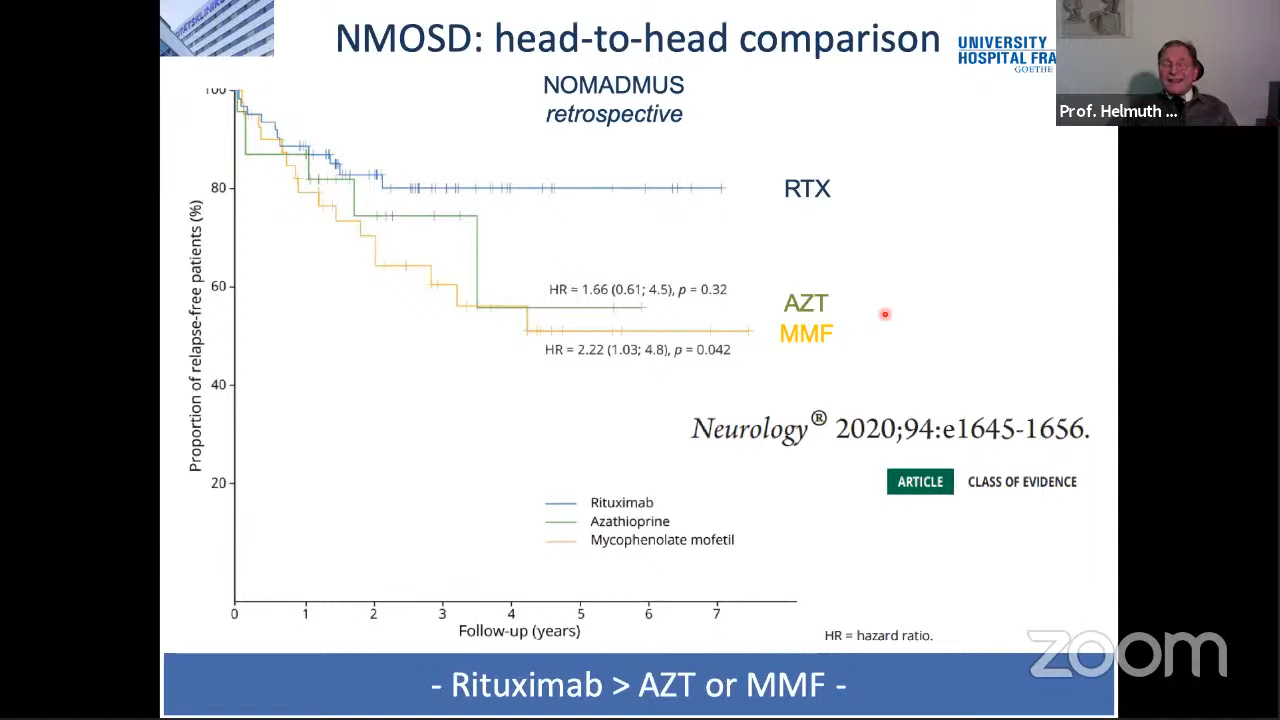 NMOSD: head-to-head comparison
UNIVERSITY
HOSPITAL FRA
GOETHE
Prof. Helmuth ...
NOMADMUS
retrospective
100
80
60
40
20
Proportion of relapse-free patients (%)
RTX
HR = 1.66 (0.61; 4.5), p = 0.32
AZT
MMF
HR = 2.22 (1.03; 4.8), p = 0.042
Neurology® 2020;94:e1645-1656.
ARTICLE CLASS OF EVIDENCE
Rituximab
Azathioprine
Mycophenolate mofetil
0 1 2 3 4 5 6 7
Follow-up (years)
HR = hazard ratio.
zoom
- Rituximab > AZT or MMF -